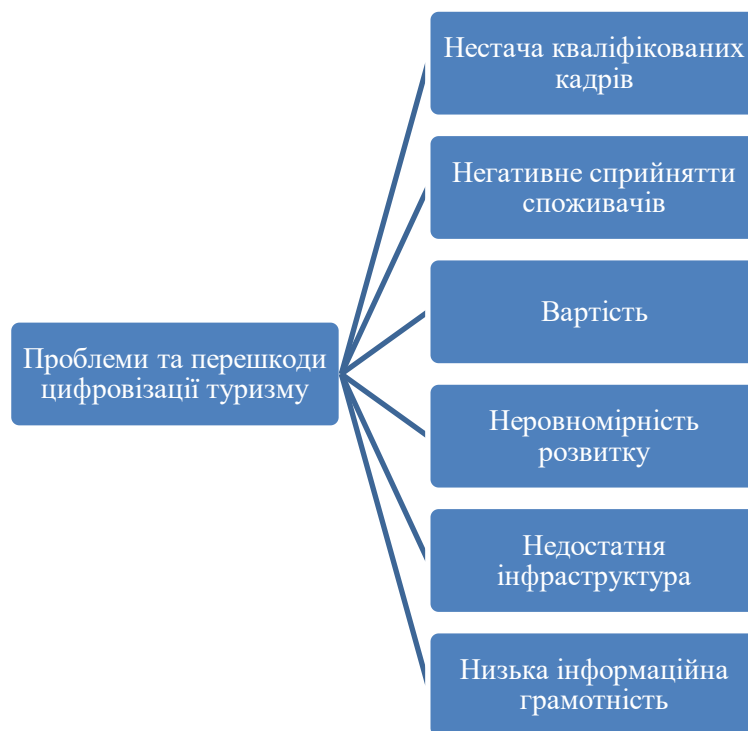 Нестача кваліфікованих
кадрів
Негативне сприйнятти
споживачів
Вартість
Проблеми та перешкоди
цифровізації туризму
Неровномірність
розвитку
Недостатня
інфраструктура
Низька інформаційна
грамотність